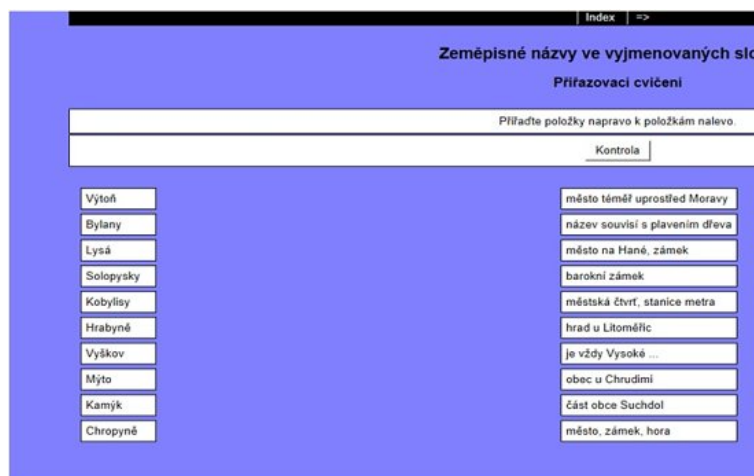 Index =>
Zeměpisné názvy ve vyjmenovaných slo
Přiřazovací cvičení
Přiřaďte položky napravo k položkám nalevo.
Kontrola
Výtoň město téměř uprostřed Moravy
Bylany název souvisí s plavením dřeva
Lysá město na Hané, zámek
Solopysky barokní zámek
Kobylisy městská čtvrť, stanice metra
Hrabyně hrad u Litoměřic
Vyškov je vždy Vysoké ...
Mýto obec u Chrudimi
Kamýk část obce Suchdol
Chropyně město, zámek, hora